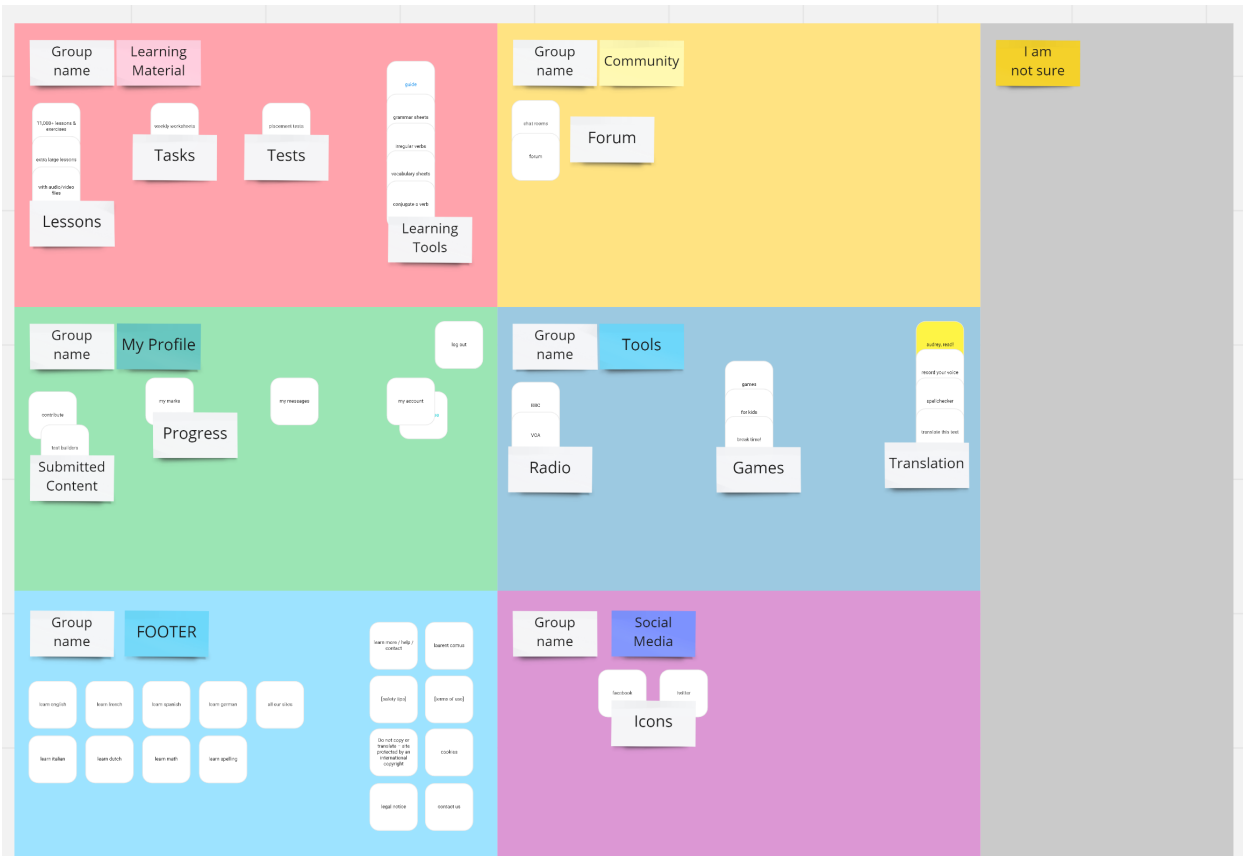 Group
name
Learning
Material
11,000+ lessons &
exercises
extra large lessons
with audio/video
files
Lessons
weekly worksheets
Tasks
placement tests
Tests
guide
grammar sheets
irregular verbs
vocabulary sheets
conjugate a verb
Learning
Tools
Group
name
Community
chat rooms
forum
Forum
I am
not sure
Group
name
My Profile
log out
contribute
test builders
Submitted
Content
my marks
Progress
my messages
my account
Group
name
Tools
BBC
VOA
Radio
games
for kids
break time!
Games
audrey, read!
record your voice
spellchecker
translate this text
Translation
Group
name
FOOTER
learn english
learn french
learn spanish
learn german
all our sites
learn italian
learn dutch
learn math
learn spelling
learn more / help /
contact
laurent camus
[safety tips]
[terms of use]
Do not copy or
translate - site
protected by an
international
copyright
cookies
legal notice
contact us
Group
name
Social
Media
facebook
twitter
Icons